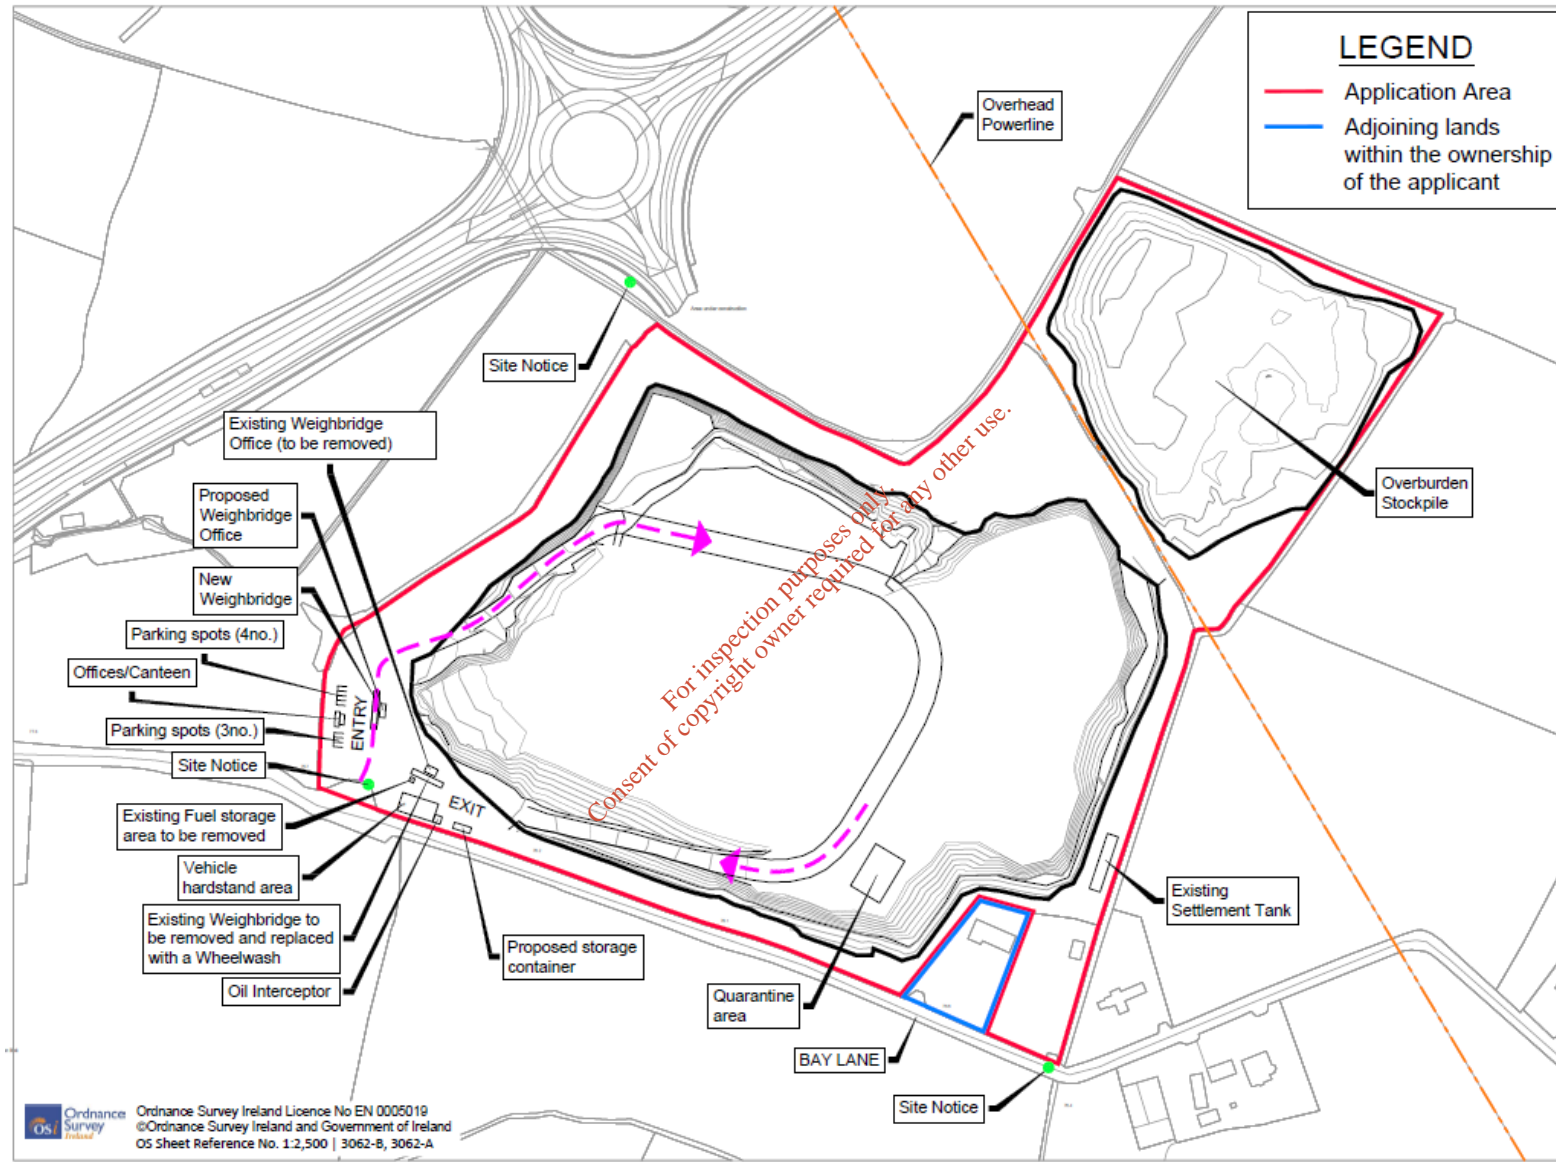 LEGEND
Application Area
Adjoining lands
within the ownership
of the applicant
Overhead
Powerline
Area under construction
Site Notice
Existing Weighbridge
Office (to be removed)
Proposed
Weighbridge
Office
New
Weighbridge
Parking spots (4no.)
Offices/Canteen
Parking spots (3no.)
Site Notice
ENTRY
EXIT
Existing Fuel storage
area to be removed
Vehicle
hardstand area
Existing Weighbridge to
be removed and replaced
with a Wheelwash
Oil Interceptor
Proposed storage
container
Quarantine
area
BAY LANE
Site Notice
Existing
Settlement Tank
Overburden
Stockpile
For inspection purposes only.
Consent of copyright owner required for any other use.
OSi
Ordnance
Survey
Ireland
Ordnance Survey Ireland Licence No EN 0005019
©Ordnance Survey Ireland and Government of Ireland
OS Sheet Reference No. 1:2,500 | 3062-B, 3062-A